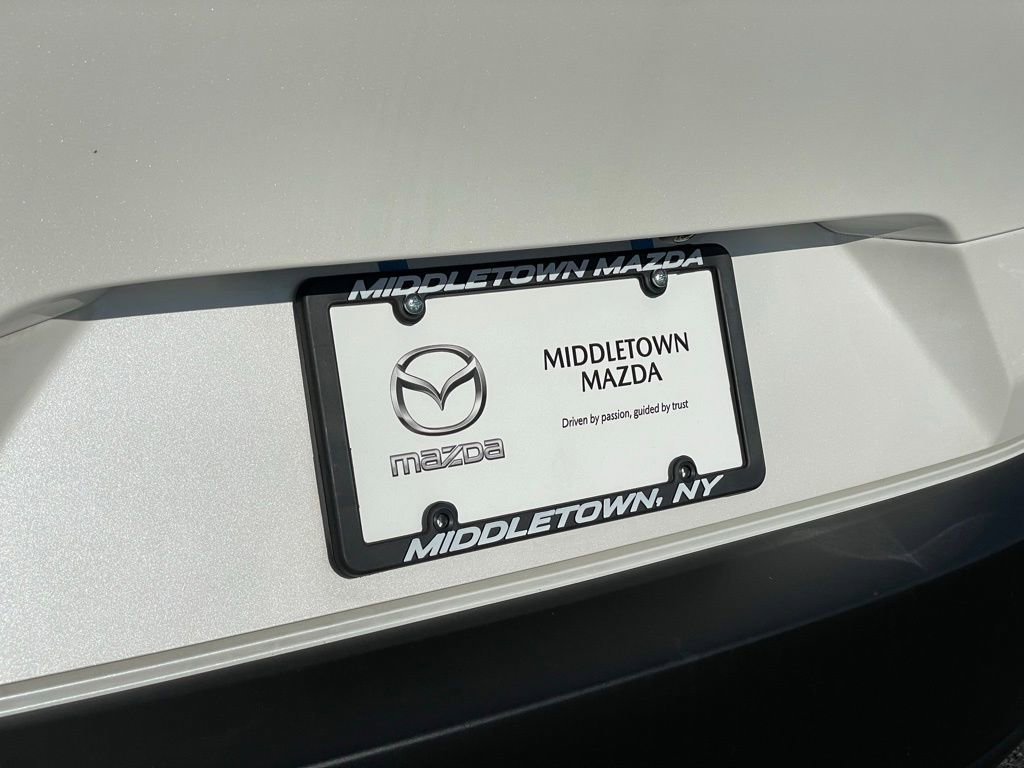 MIDDLETOWN MAZDA
MIDDLETOWN
MAZDA
Driven by passion, guided by trust
mazda
MIDDLETOWN, NY